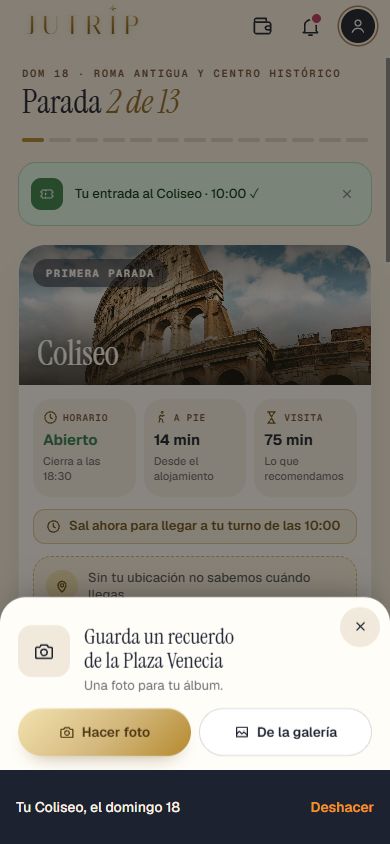 JUTRIP
DOM 18 · ROMA ANTIGUA Y CENTRO HISTÓRICO
Parada 2 de 13
Tu entrada al Coliseo · 10:00 ✓
PRIMERA PARADA
Coliseo
HORARIO
Abierto
Cierra a las
18:30
A PIE
14 min
Desde el
alojamiento
VISITA
75 min
Lo que
recomendamos
Sal ahora para llegar a tu turno de las 10:00
Sin tu ubicación no sabemos cuándo
llegas
Guarda un recuerdo
de la Plaza Venecia
Una foto para tu álbum.
Hacer foto
De la galería
Tu Coliseo, el domingo 18
Deshacer